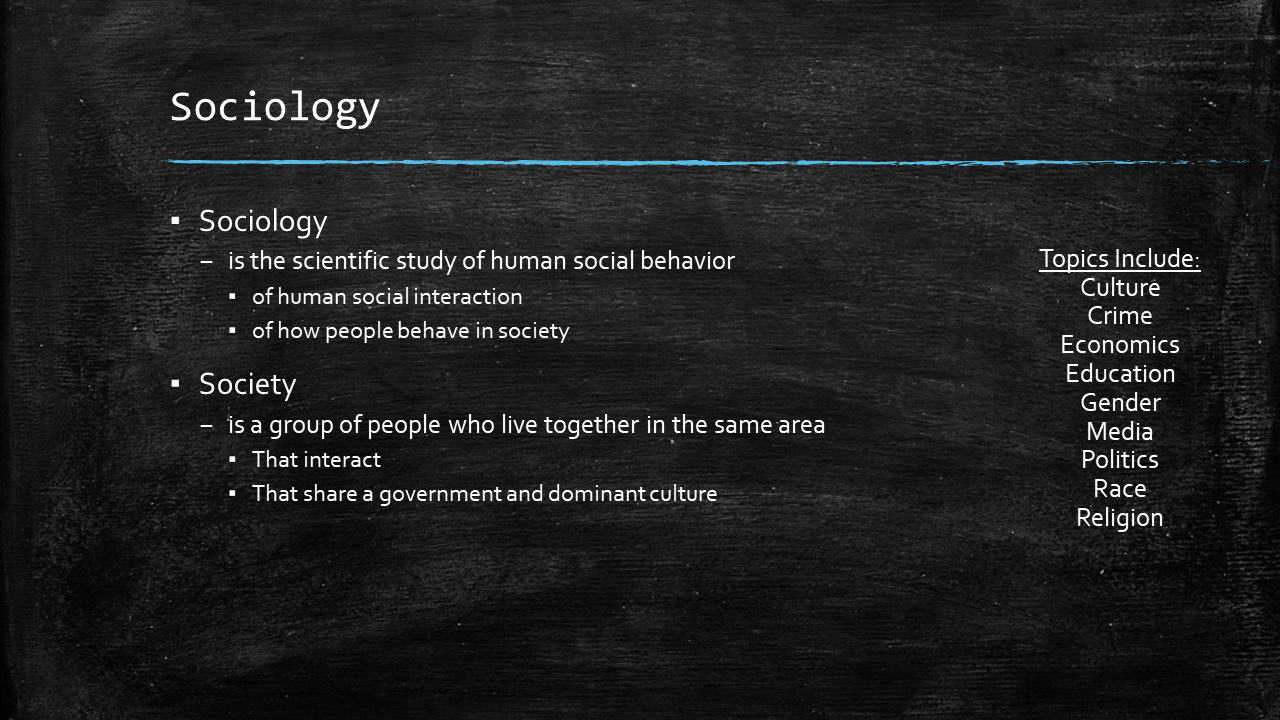 Sociology
▪ Sociology
– is the scientific study of human social behavior
▪ of human social interaction
▪ of how people behave in society
▪ Society
– is a group of people who live together in the same area
▪ That interact
▪ That share a government and dominant culture
Topics Include:
Culture
Crime
Economics
Education
Gender
Media
Politics
Race
Religion